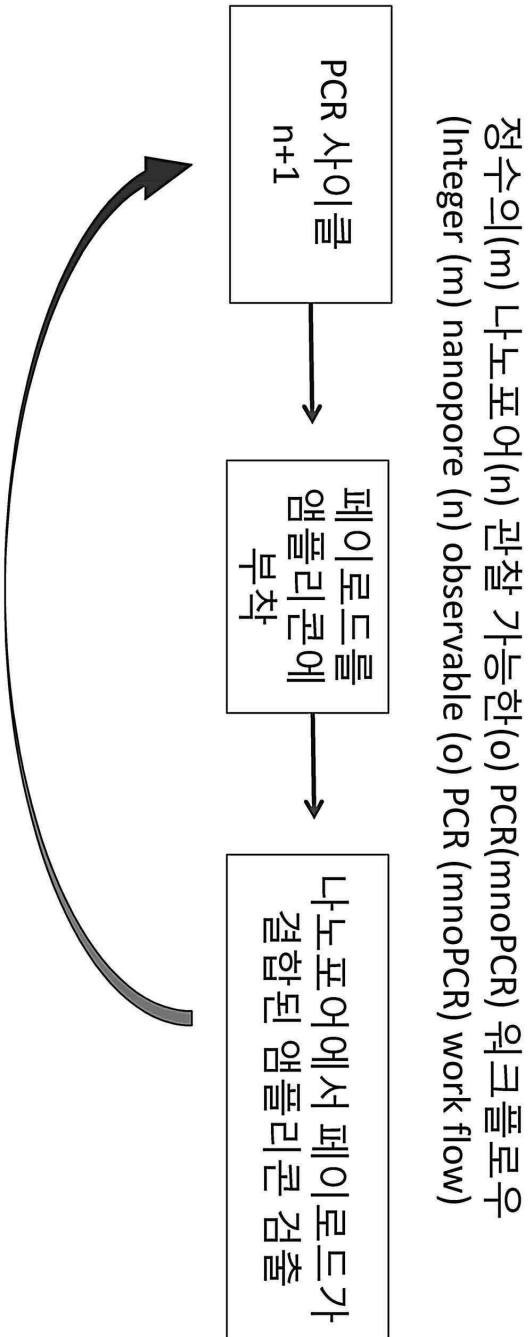 정수의(m) 나노포어(n) 관찰 가능한(o) PCR(mnoPCR) 워크플로우
(Integer (m) nanopore (n) observable (o) PCR (mnoPCR) work flow)
PCR 사이클
n+1
페이로드를
앰플리콘에
부착
나노포어에서 페이로드가
결합된 앰플리콘 검출